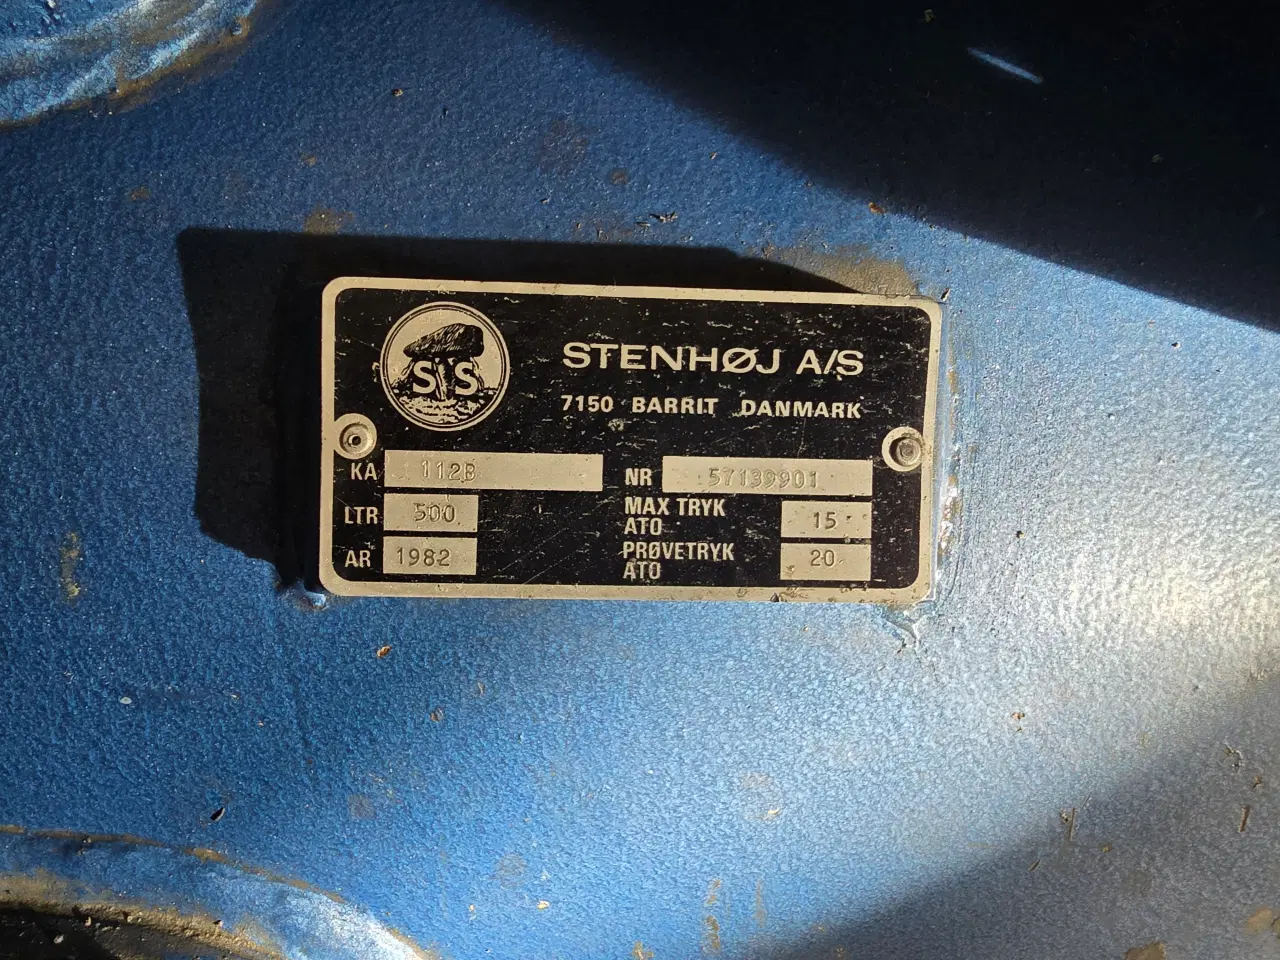 SS
STENHØJ A/S
7150 BARRIT DANMARK
KA 112B NR 57139901
LTR 500 MAX TRYK ATO 15
AR 1982 PRØVETRYK ATO 20